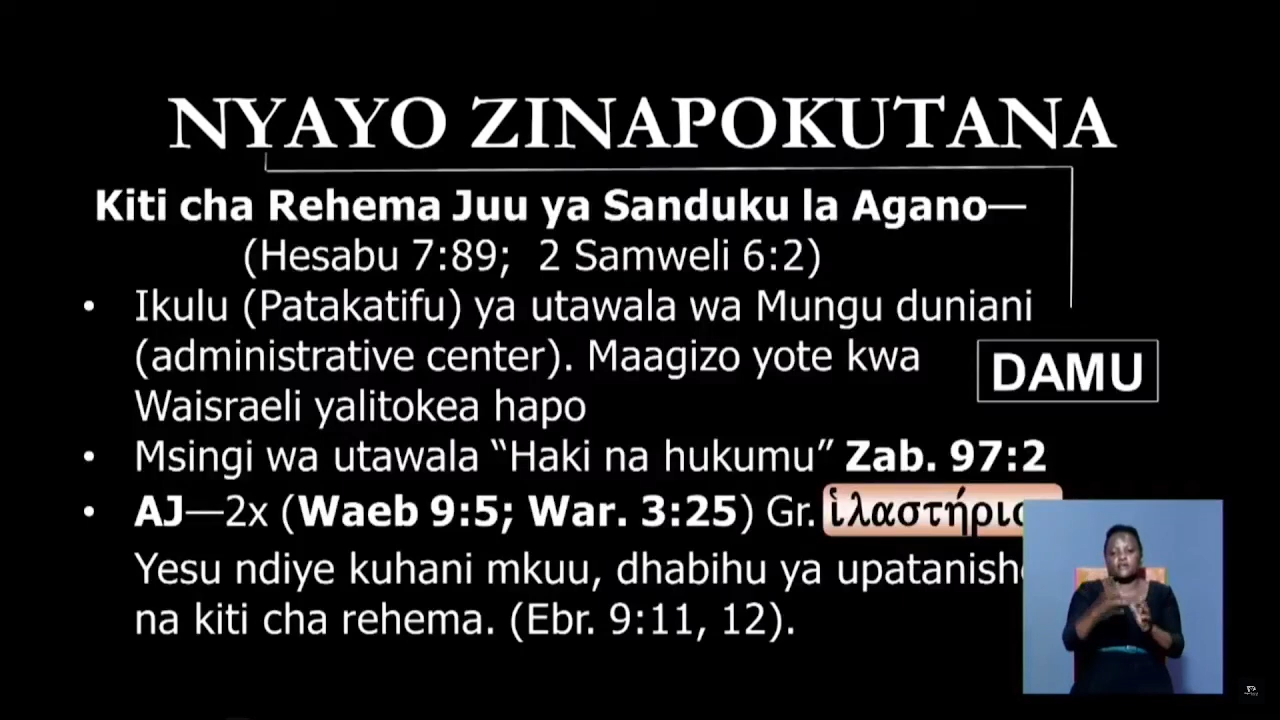 NYAYO ZINAPOKUTANA
Kiti cha Rehema Juu ya Sanduku la Agano—
(Hesabu 7:89; 2 Samweli 6:2)
• Ikulu (Patakatifu) ya utawala wa Mungu duniani
(administrative center). Maagizo yote kwa
DAMU
Waisraeli yalitokea hapo
• Msingi wa utawala “Haki na hukumu” Zab. 97:2
• AJ—2x (Waeb 9:5; War. 3:25) Gr.
Yesu ndiye kuhani mkuu, dhabihu ya
na kiti cha rehema. (Ebr. 9:11, 12).